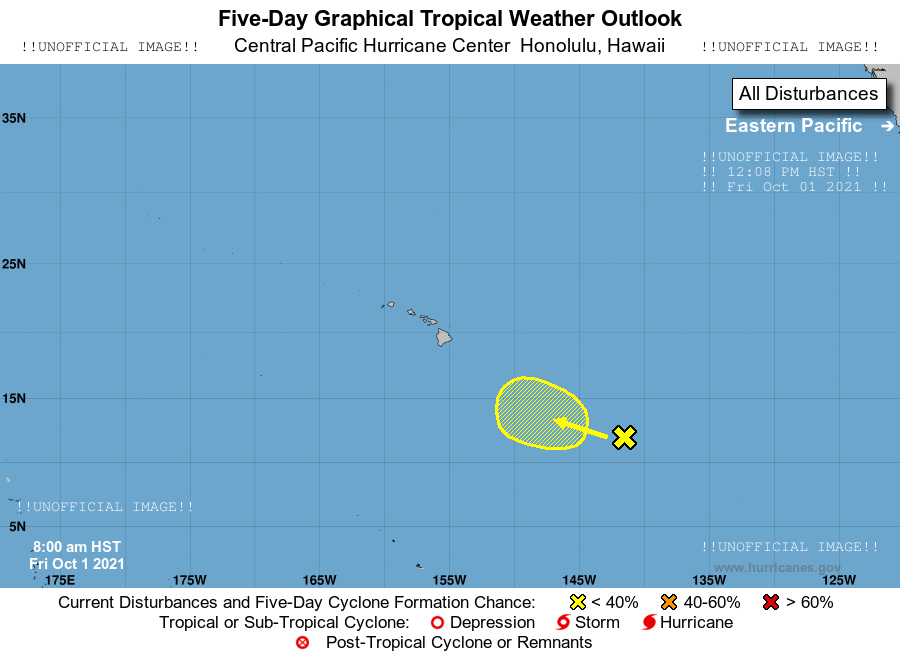 Five-Day Graphical Tropical Weather Outlook
!!UNOFFICIAL IMAGE!! Central Pacific Hurricane Center Honolulu, Hawaii !!UNOFFICIAL IMAGE!!
All Disturbances
35N
Eastern Pacific →
!!UNOFFICIAL IMAGE!!
!! 12:08 PM HST !!
!! Fri Oct 01 2021 !!
25N
15N
!!UNOFFICIAL IMAGE!!
5N
8:00 am HST
Fri Oct 1 2021
!!UNOFFICIAL IMAGE!!
www.hurricanes.gov
175E 175W 165W 155W 145W 135W 125W
Current Disturbances and Five-Day Cyclone Formation Chance: < 40% 40-60% > 60%
Tropical or Sub-Tropical Cyclone: Depression Storm Hurricane
Post-Tropical Cyclone or Remnants